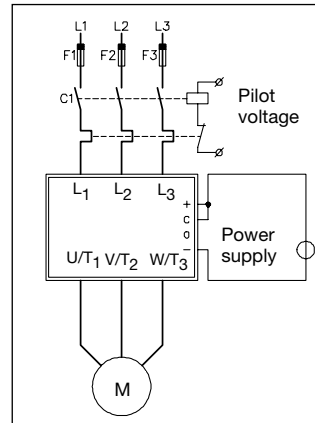 L1 L2 L3
F1 F2 F3
C1
Pilot
voltage
L1 L2 L3
+
c
a
−
Power
supply
U/T1 V/T2 W/T3
M